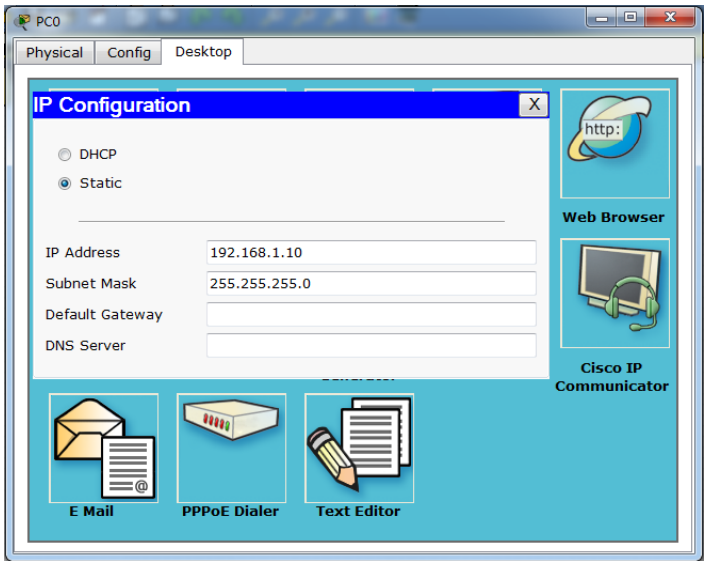 PC0
Physical Config Desktop
IP Configuration X
DHCP
Static
IP Address 192.168.1.10
Subnet Mask 255.255.255.0
Default Gateway
DNS Server
http:
Web Browser
Cisco IP
Communicator
@
E Mail PPPoE Dialer Text Editor